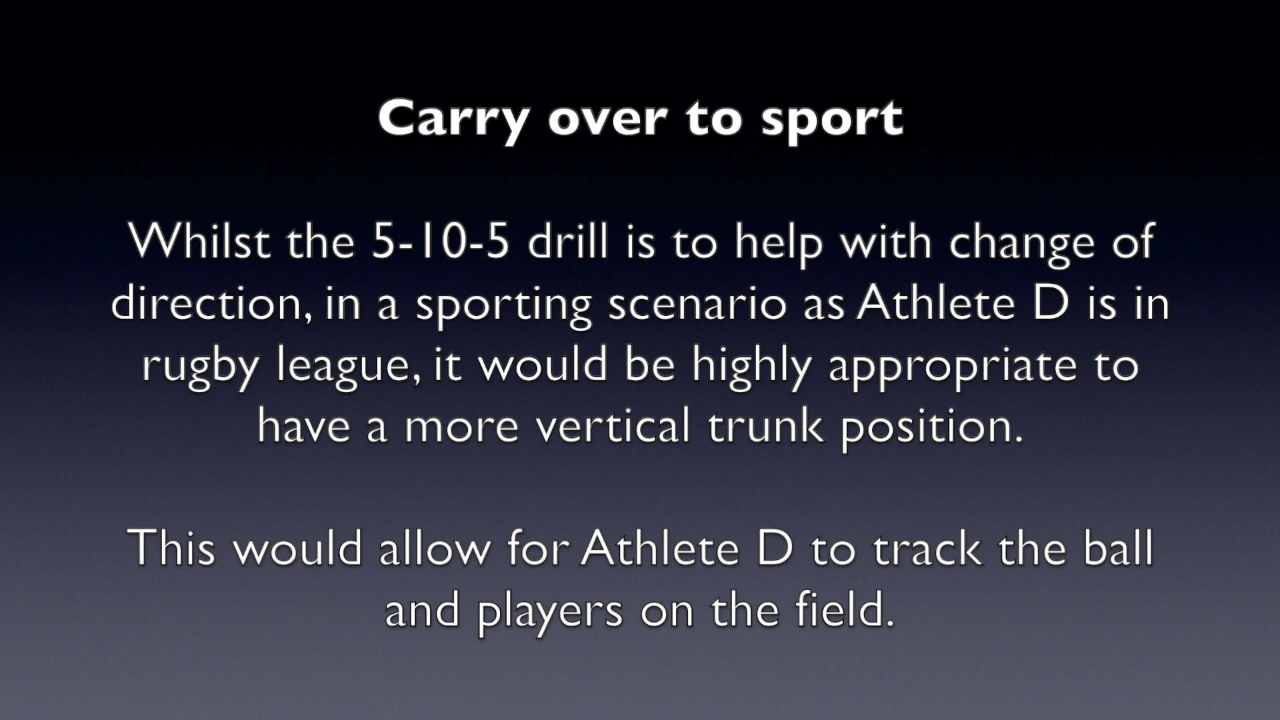 Carry over to sport
Whilst the 5-10-5 drill is to help with change of
direction, in a sporting scenario as Athlete D is in
rugby league, it would be highly appropriate to
have a more vertical trunk position.
This would allow for Athlete D to track the ball
and players on the field.